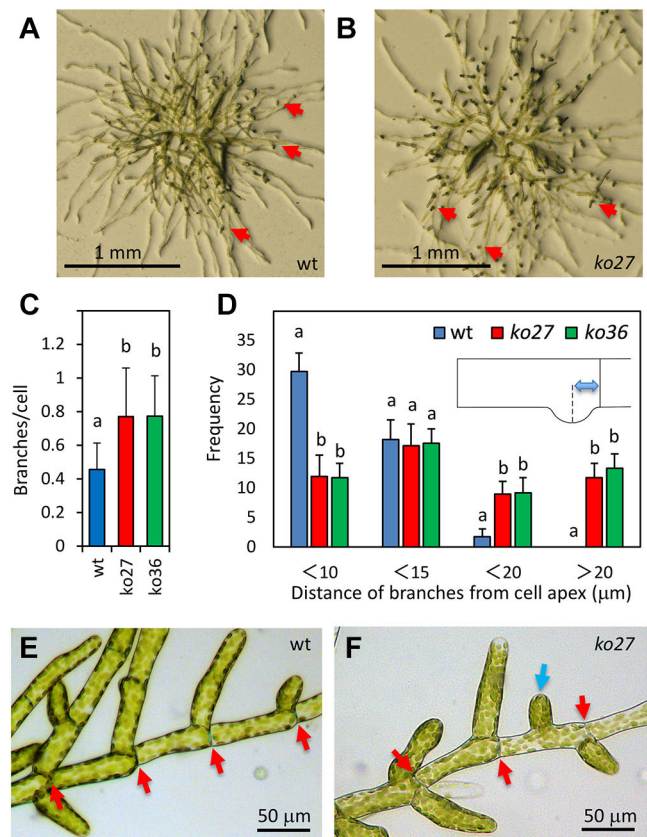 A
1 mm
wt
B
1 mm
ko27
C
Branches/cell
1.2
1
0.8
0.6
0.4
0.2
0
a
b
b
wt
ko27
ko36
D
Frequency
35
30
25
20
15
10
5
0
wt ko27 ko36
a
b b
a a a
a
b b
a
b b
<10 <15 <20 >20
Distance of branches from cell apex (μm)
E
wt
50 μm
F
ko27
50 μm